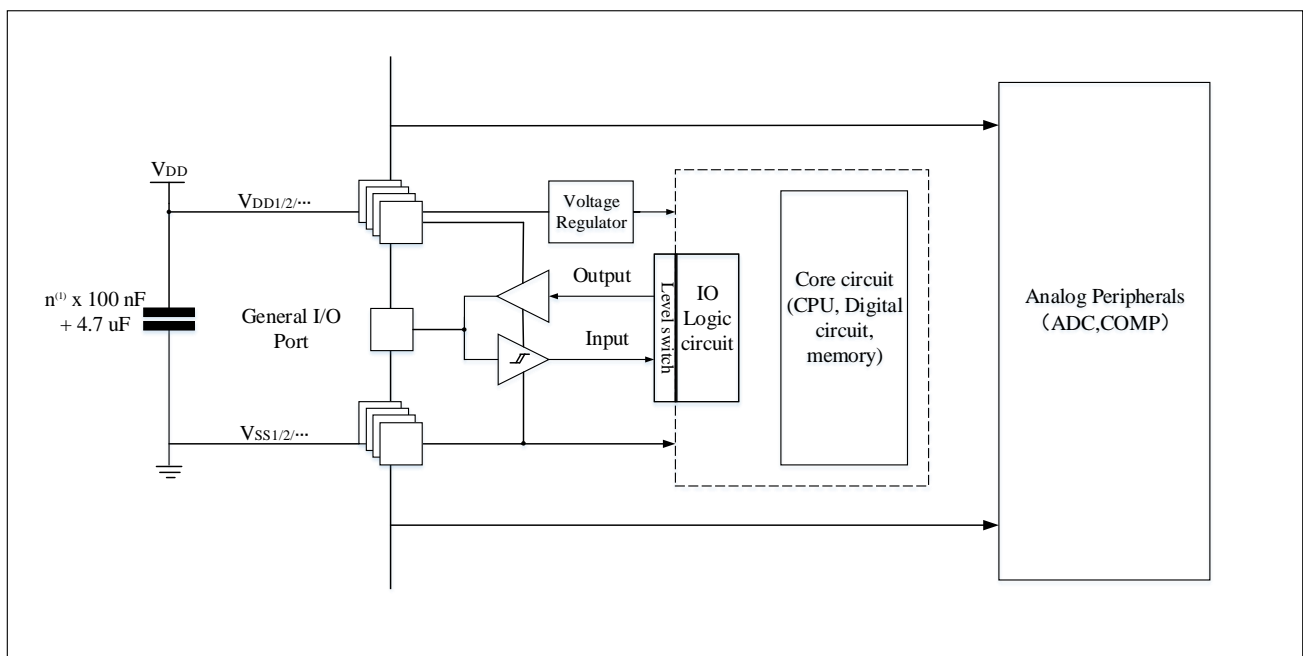 VDD
VDD1/2/···
n(1) x 100 nF
+ 4.7 uF
General I/O
Port
VSS1/2/···
Voltage
Regulator
Output
Input
Level switch
IO
Logic
circuit
Core circuit
(CPU, Digital
circuit,
memory)
Analog Peripherals
（ADC,COMP）